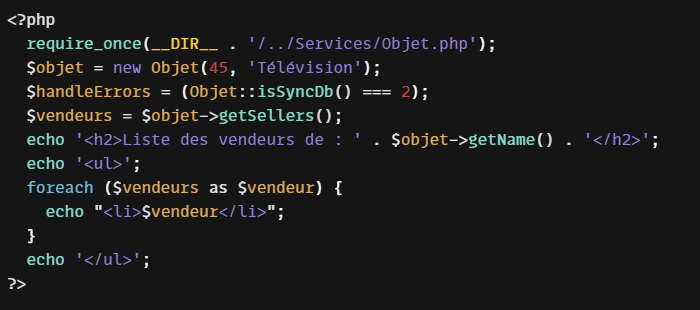 <?php
  require_once(__DIR__ . '/../Services/Objet.php');
  $objet = new Objet(45, 'Télévision');
  $handleErrors = (Objet::isSyncDb() === 2);
  $vendeurs = $objet->getSellers();
  echo '<h2>Liste des vendeurs de : ' . $objet->getName() . '</h2>';
  echo '<ul>';
  foreach ($vendeurs as $vendeur) {
    echo "<li>$vendeur</li>";
  }
  echo '</ul>';
?>